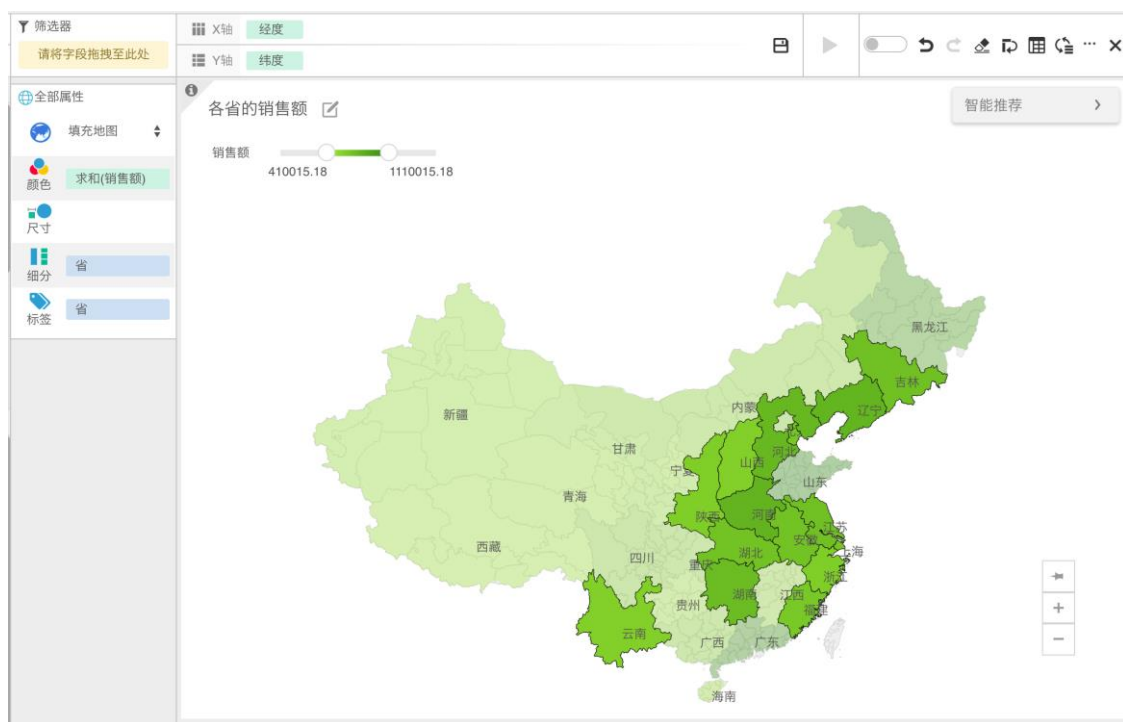 筛选器
请将字段拖拽至此处
X轴 经度
Y轴 纬度
全部属性
填充地图
颜色 求和(销售额)
尺寸
细分 省
标签 省
各省的销售额
智能推荐
销售额
410015.18 1110015.18
黑龙江
吉林
辽宁
内蒙
新疆
北
河北
甘肃
山西
宁夏
山东
青海
陕西
河南
江苏
安徽
西藏
上海
四川
湖北
重庆
浙江
湖南
江西
贵州
福建
云南
广西
广东
海南